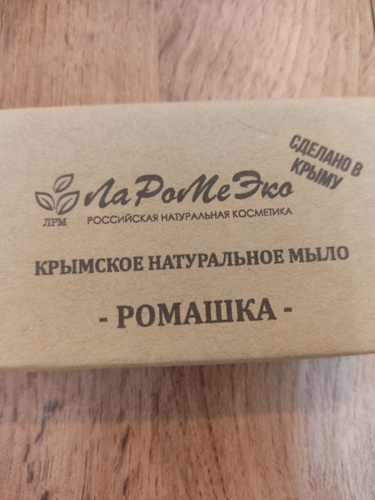 СДЕЛАНО В
КРЫМУ
ЛаРоМеЭко
ЛРМ
РОССИЙСКАЯ НАТУРАЛЬНАЯ КОСМЕТИКА
КРЫМСКОЕ НАТУРАЛЬНОЕ МЫЛО
- РОМАШКА -